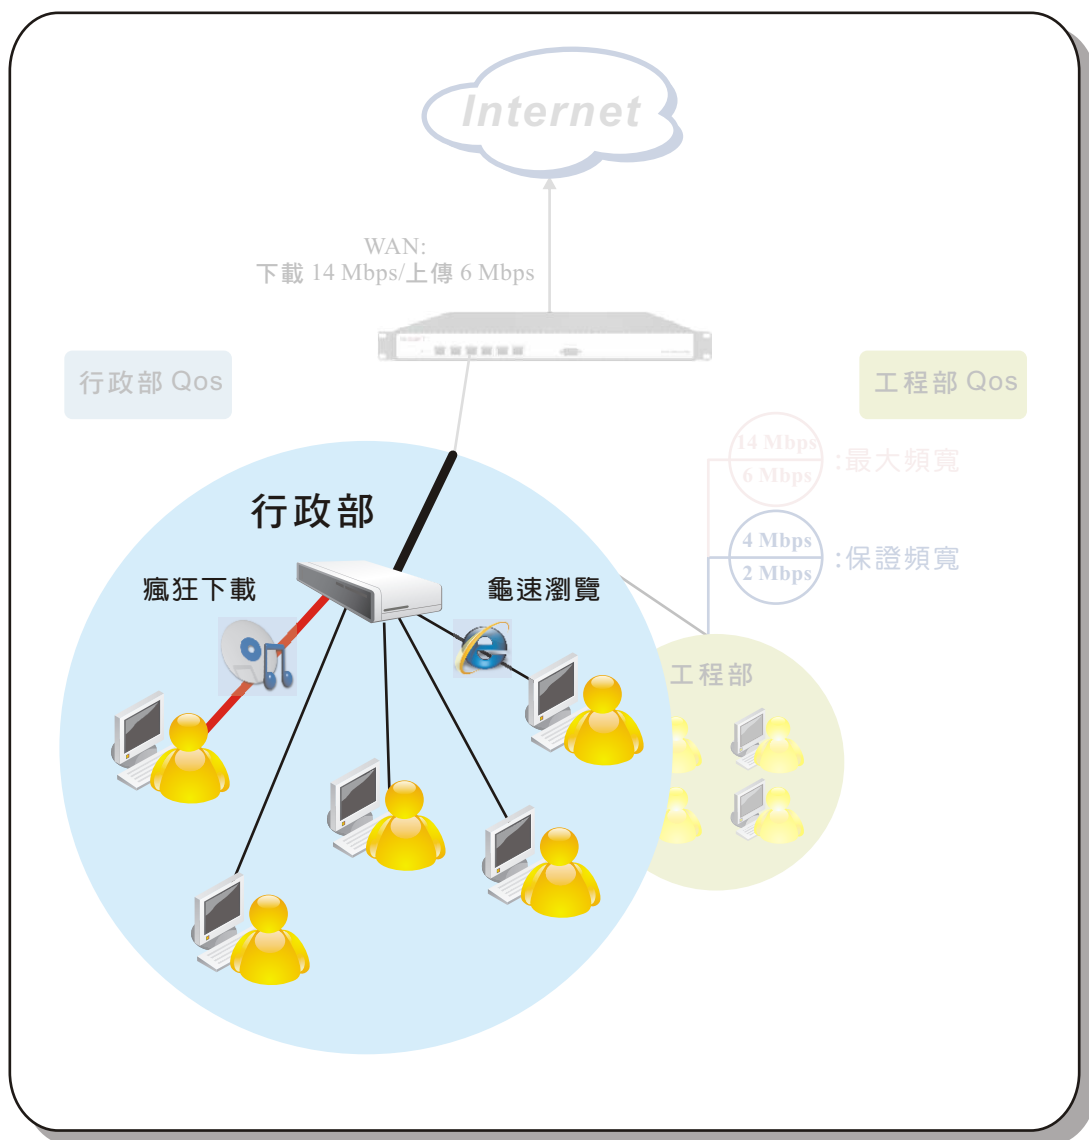 Internet
WAN:
下載 14 Mbps/上傳 6 Mbps
行政部 Qos
工程部 Qos
14 Mbps
6 Mbps
:最大頻寬
4 Mbps
2 Mbps
:保證頻寬
行政部
瘋狂下載
龜速瀏覽
工程部